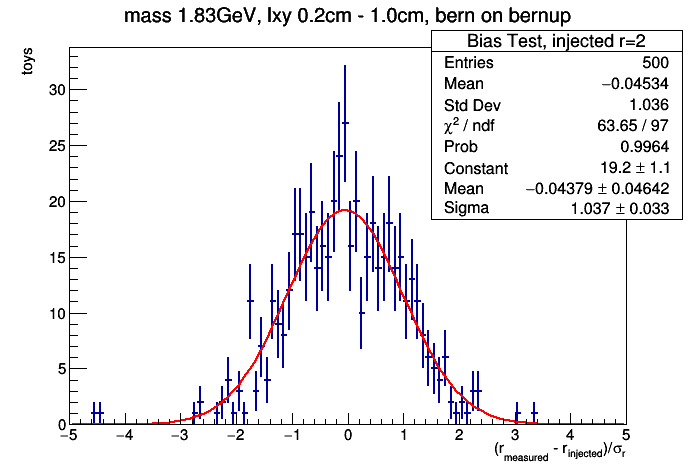 mass 1.83GeV, lxy 0.2cm - 1.0cm, bern on bernup
Bias Test, injected r=2
Entries 500
Mean −0.04534
Std Dev 1.036
χ² / ndf 63.65 / 97
Prob 0.9964
Constant 19.2 ± 1.1
Mean −0.04379 ± 0.04642
Sigma 1.037 ± 0.033
toys
30
25
20
15
10
5
0
−5 −4 −3 −2 −1 0 1 2 3 4 5
(r_measured - r_injected)/σ_r